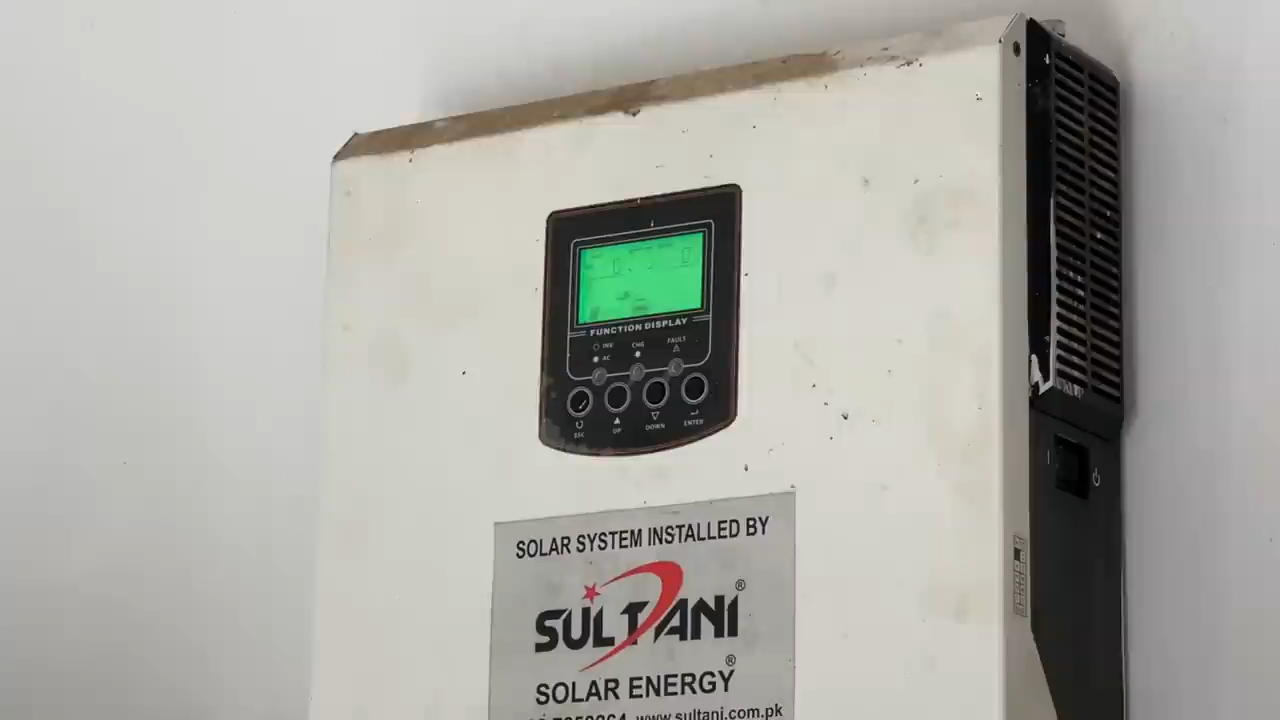 FUNCTION DISPLAY
INV CHG FAULT
AC
ESC UP DOWN ENTER
SOLAR SYSTEM INSTALLED BY
SULTANI®
SOLAR ENERGY®
www.sultani.com.pk